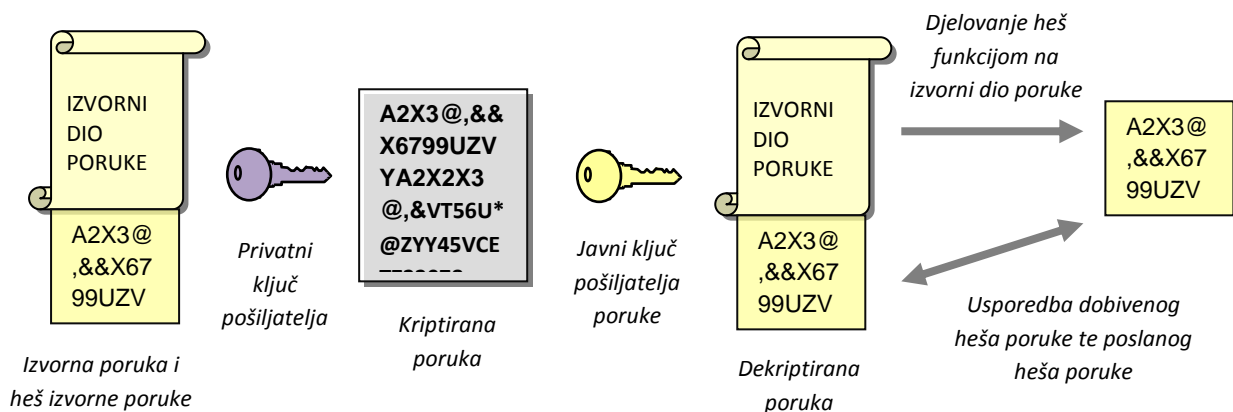 IZVORNI
DIO
PORUKE
A2X3@
,&&X67
99UZV
Izvorna poruka i
heš izvorne poruke
Privatni
ključ
pošiljatelja
A2X3@,&&
X6799UZV
YA2X2X3
@,&VT56U*
@ZYY45VCE
Kriptirana
poruka
Javni ključ
pošiljatelja
poruke
IZVORNI
DIO
PORUKE
A2X3@
,&&X67
99UZV
Dekriptirana
poruka
Djelovanje heš
funkcijom na
izvorni dio poruke
A2X3@
,&&X67
99UZV
Usporedba dobivenog
heša poruke te poslanog
heša poruke